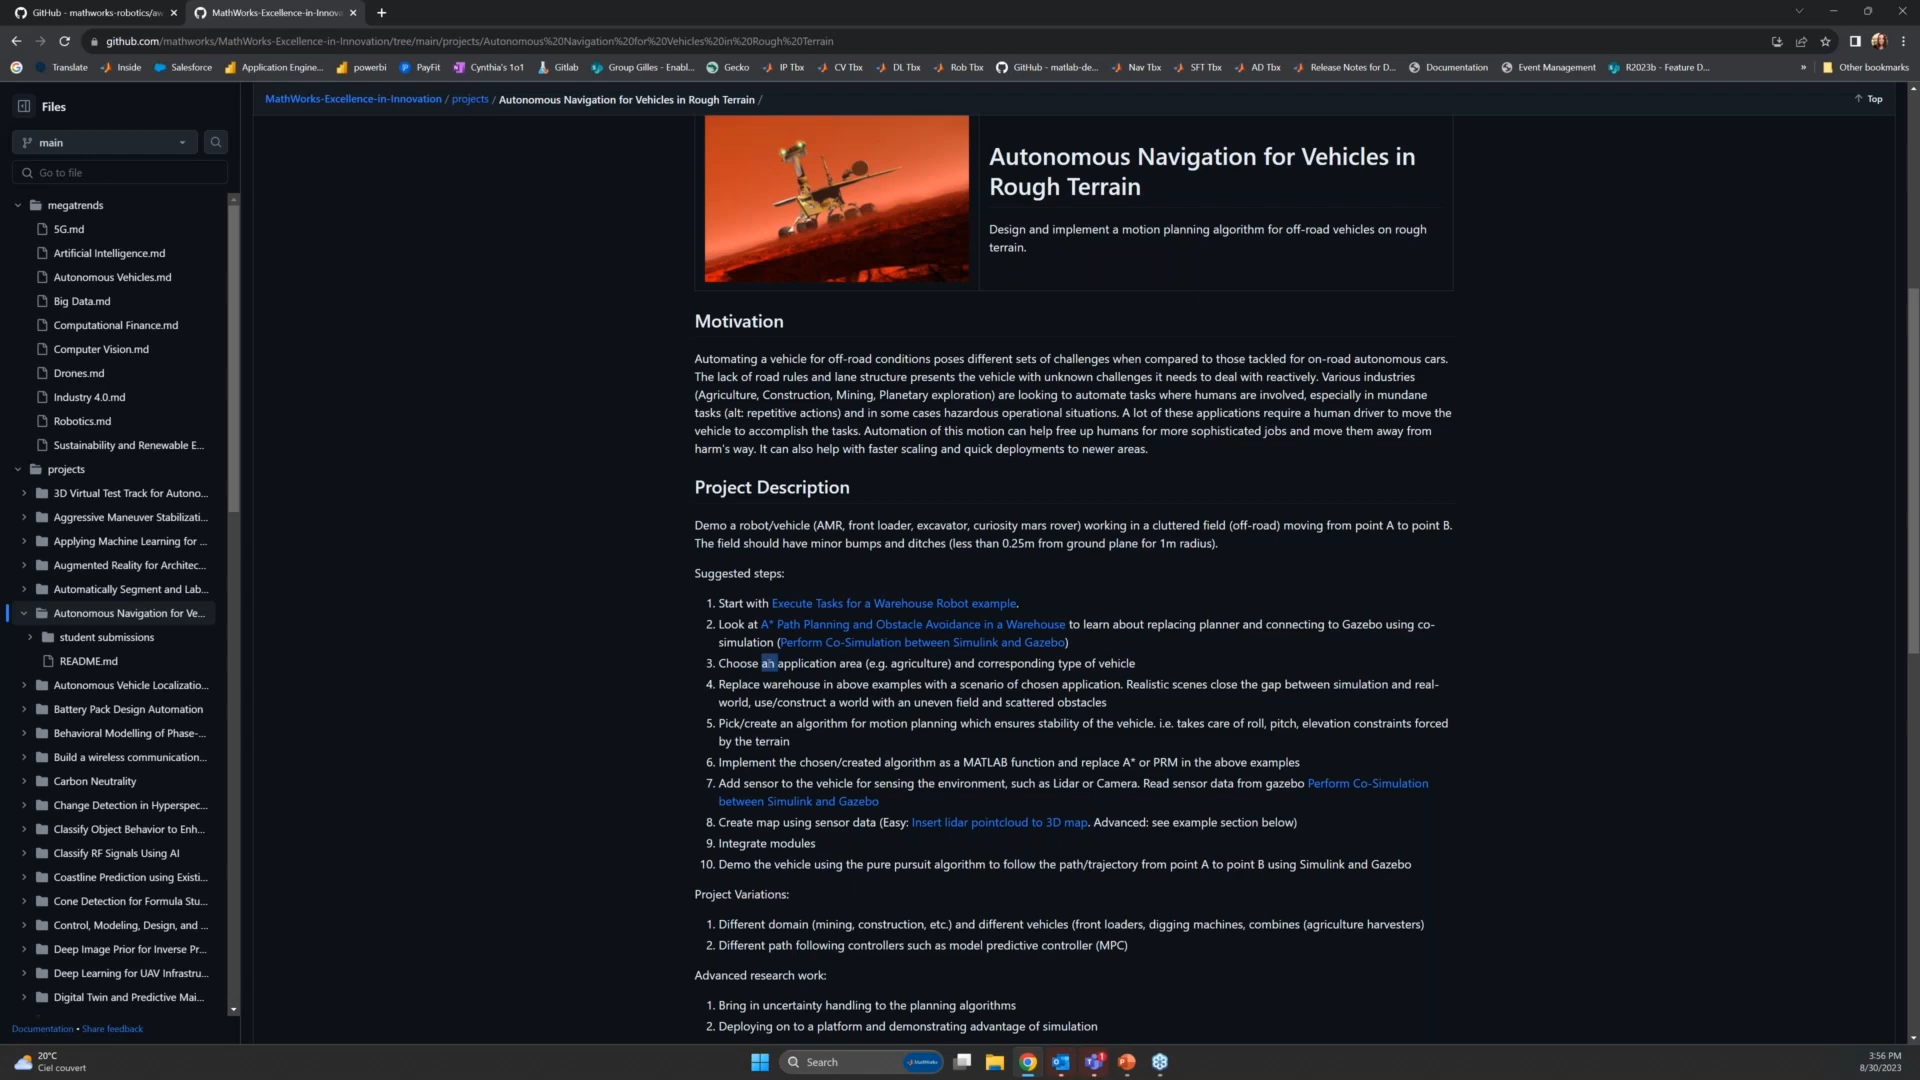 GitHub - mathworks-robotics/aw
MathWorks-Excellence-in-Innova
github.com/mathworks/MathWorks-Excellence-in-Innovation/tree/main/projects/Autonomous%20Navigation%20for%20Vehicles%20in%20Rough%20Terrain
Translate Inside Salesforce Application Engine... powerbi PayFit Cynthia's 1o1 Gitlab Group Gilles - Enabl... Gecko IP Tbx CV Tbx DL Tbx Rob Tbx GitHub - matlab-de... Nav Tbx SFT Tbx AD Tbx Release Notes for D... Documentation Event Management R2023b - Feature D... » Other bookmarks
Files
main
Go to file
megatrends
5G.md
Artificial Intelligence.md
Autonomous Vehicles.md
Big Data.md
Computational Finance.md
Computer Vision.md
Drones.md
Industry 4.0.md
Robotics.md
Sustainability and Renewable E...
projects
3D Virtual Test Track for Autono...
Aggressive Maneuver Stabilizati...
Applying Machine Learning for ...
Augmented Reality for Architec...
Automatically Segment and Lab...
Autonomous Navigation for Ve...
student submissions
README.md
Autonomous Vehicle Localizatio...
Battery Pack Design Automation
Behavioral Modelling of Phase-...
Build a wireless communication...
Carbon Neutrality
Change Detection in Hyperspec...
Classify Object Behavior to Enh...
Classify RF Signals Using AI
Coastline Prediction using Existi...
Cone Detection for Formula Stu...
Control, Modeling, Design, and ...
Deep Image Prior for Inverse Pr...
Deep Learning for UAV Infrastru...
Digital Twin and Predictive Mai...
Documentation • Share feedback
MathWorks-Excellence-in-Innovation / projects / Autonomous Navigation for Vehicles in Rough Terrain /
Top
Autonomous Navigation for Vehicles in
Rough Terrain
Design and implement a motion planning algorithm for off-road vehicles on rough
terrain.
Motivation
Automating a vehicle for off-road conditions poses different sets of challenges when compared to those tackled for on-road autonomous cars.
The lack of road rules and lane structure presents the vehicle with unknown challenges it needs to deal with reactively. Various industries
(Agriculture, Construction, Mining, Planetary exploration) are looking to automate tasks where humans are involved, especially in mundane
tasks (alt: repetitive actions) and in some cases hazardous operational situations. A lot of these applications require a human driver to move the
vehicle to accomplish the tasks. Automation of this motion can help free up humans for more sophisticated jobs and move them away from
harm's way. It can also help with faster scaling and quick deployments to newer areas.
Project Description
Demo a robot/vehicle (AMR, front loader, excavator, curiosity mars rover) working in a cluttered field (off-road) moving from point A to point B.
The field should have minor bumps and ditches (less than 0.25m from ground plane for 1m radius).
Suggested steps:
1. Start with Execute Tasks for a Warehouse Robot example.
2. Look at A* Path Planning and Obstacle Avoidance in a Warehouse to learn about replacing planner and connecting to Gazebo using co-
simulation (Perform Co-Simulation between Simulink and Gazebo)
3. Choose an application area (e.g. agriculture) and corresponding type of vehicle
4. Replace warehouse in above examples with a scenario of chosen application. Realistic scenes close the gap between simulation and real-
world, use/construct a world with an uneven field and scattered obstacles
5. Pick/create an algorithm for motion planning which ensures stability of the vehicle. i.e. takes care of roll, pitch, elevation constraints forced
by the terrain
6. Implement the chosen/created algorithm as a MATLAB function and replace A* or PRM in the above examples
7. Add sensor to the vehicle for sensing the environment, such as Lidar or Camera. Read sensor data from gazebo Perform Co-Simulation
between Simulink and Gazebo
8. Create map using sensor data (Easy: Insert lidar pointcloud to 3D map. Advanced: see example section below)
9. Integrate modules
10. Demo the vehicle using the pure pursuit algorithm to follow the path/trajectory from point A to point B using Simulink and Gazebo
Project Variations:
1. Different domain (mining, construction, etc.) and different vehicles (front loaders, digging machines, combines (agriculture harvesters)
2. Different path following controllers such as model predictive controller (MPC)
Advanced research work:
1. Bring in uncertainty handling to the planning algorithms
2. Deploying on to a platform and demonstrating advantage of simulation
20°C
Ciel couvert
Search
MathWorks
3:56 PM
8/30/2023